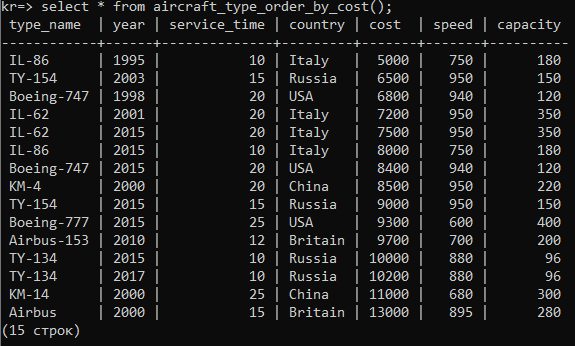 kr=> select * from aircraft_type_order_by_cost();
 type_name  | year | service_time | country | cost  | speed | capacity
------------+------+--------------+---------+-------+-------+----------
 IL-86      | 1995 |           10 | Italy   |  5000 |   750 |      180
 TY-154     | 2003 |           15 | Russia  |  6500 |   950 |      150
 Boeing-747 | 1998 |           20 | USA     |  6800 |   940 |      120
 IL-62      | 2001 |           20 | Italy   |  7200 |   950 |      350
 IL-62      | 2015 |           20 | Italy   |  7500 |   950 |      350
 IL-86      | 2015 |           10 | Italy   |  8000 |   750 |      180
 Boeing-747 | 2015 |           20 | USA     |  8400 |   940 |      120
 KM-4       | 2000 |           20 | China   |  8500 |   950 |      220
 TY-154     | 2015 |           15 | Russia  |  9000 |   950 |      150
 Boeing-777 | 2015 |           25 | USA     |  9300 |   600 |      400
 Airbus-153 | 2010 |           12 | Britain |  9700 |   700 |      200
 TY-134     | 2015 |           10 | Russia  | 10000 |   880 |       96
 TY-134     | 2017 |           10 | Russia  | 10200 |   880 |       96
 KM-14      | 2000 |           25 | China   | 11000 |   680 |      300
 Airbus     | 2000 |           15 | Britain | 13000 |   895 |      280
(15 строк)